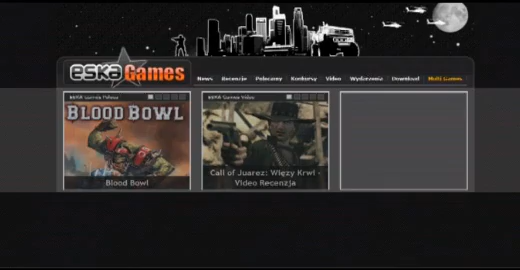 eska Games
News Recenzje Polecamy Konkursy Video Wydarzenia Download Multi Games
BLOOD BOWL
Blood Bowl
Call of Juarez: Więzy Krwi -
Video Recenzja